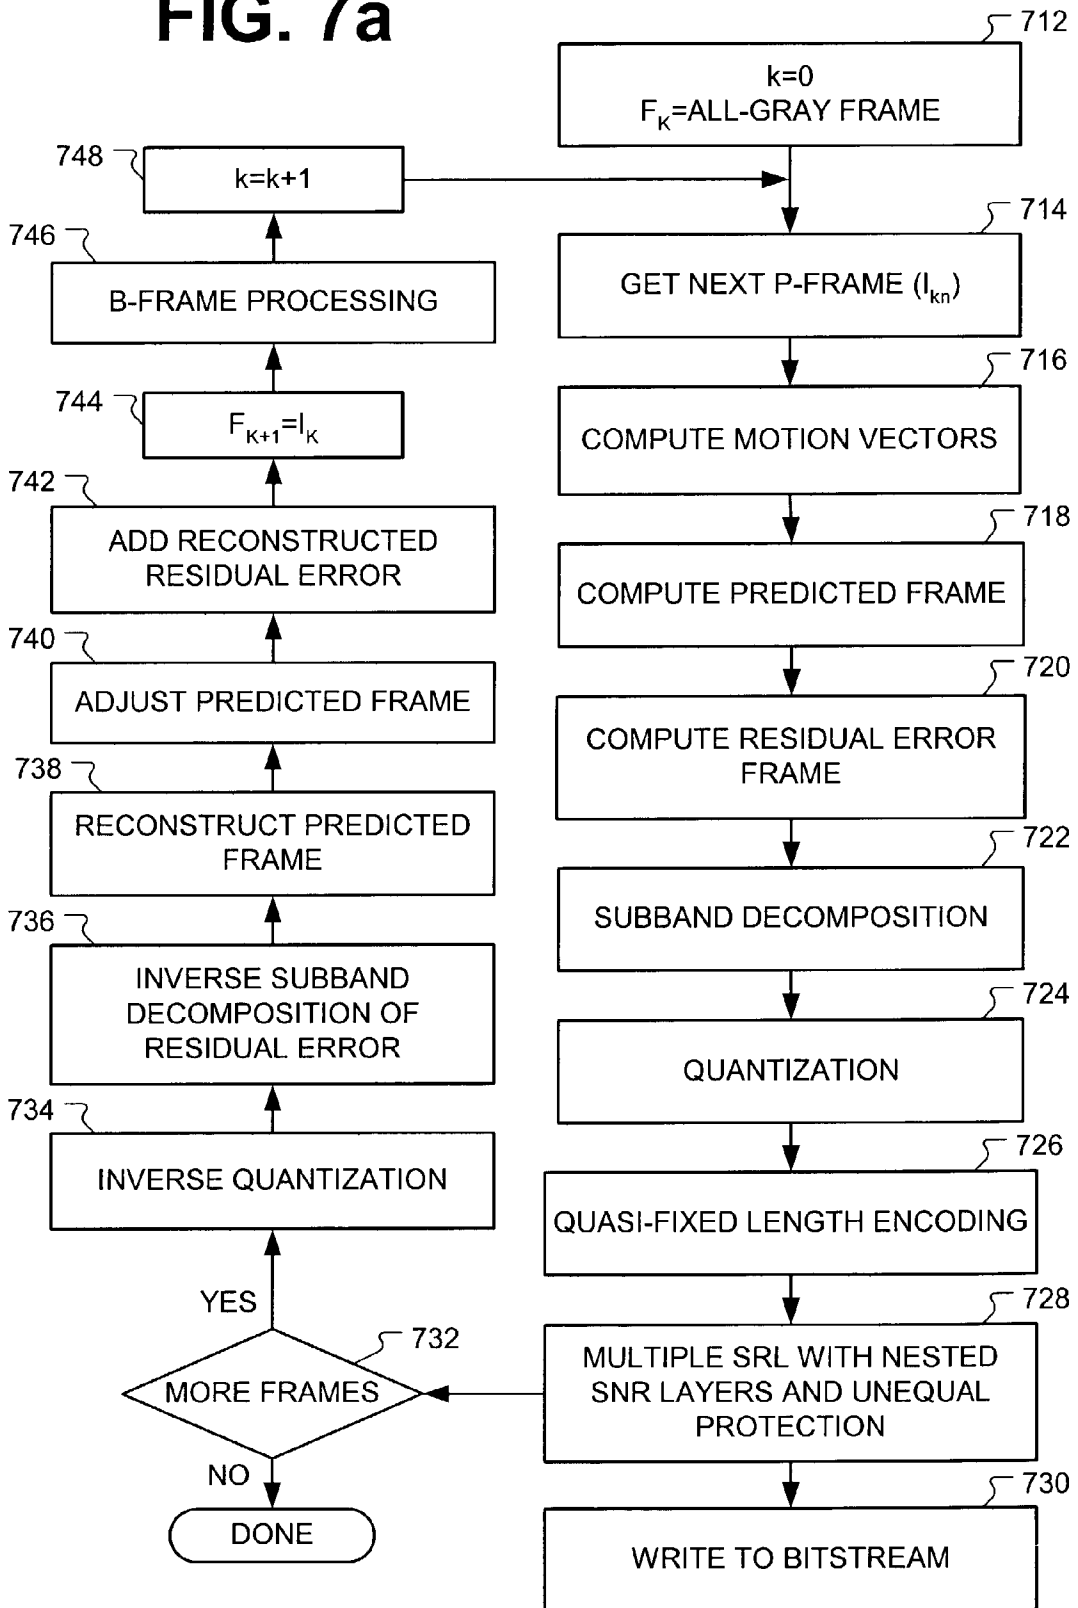 FIG. 7a
712
k=0
F_K=ALL-GRAY FRAME
748
k=k+1
714
GET NEXT P-FRAME (I_kn)
746
B-FRAME PROCESSING
716
COMPUTE MOTION VECTORS
744
F_K+1=I_K
718
COMPUTE PREDICTED FRAME
742
ADD RECONSTRUCTED
RESIDUAL ERROR
720
COMPUTE RESIDUAL ERROR
FRAME
740
ADJUST PREDICTED FRAME
722
SUBBAND DECOMPOSITION
738
RECONSTRUCT PREDICTED
FRAME
724
QUANTIZATION
736
INVERSE SUBBAND
DECOMPOSITION OF
RESIDUAL ERROR
726
QUASI-FIXED LENGTH ENCODING
734
INVERSE QUANTIZATION
728
MULTIPLE SRL WITH NESTED
SNR LAYERS AND UNEQUAL
PROTECTION
YES
732
MORE FRAMES
NO
DONE
730
WRITE TO BITSTREAM